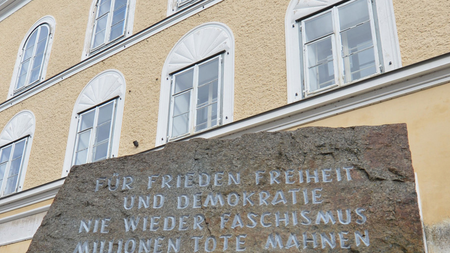 FÜR FRIEDEN FREIHEIT
UND DEMOKRATIE
NIE WIEDER FASCHISMUS
MILLIONEN TOTE MAHNEN